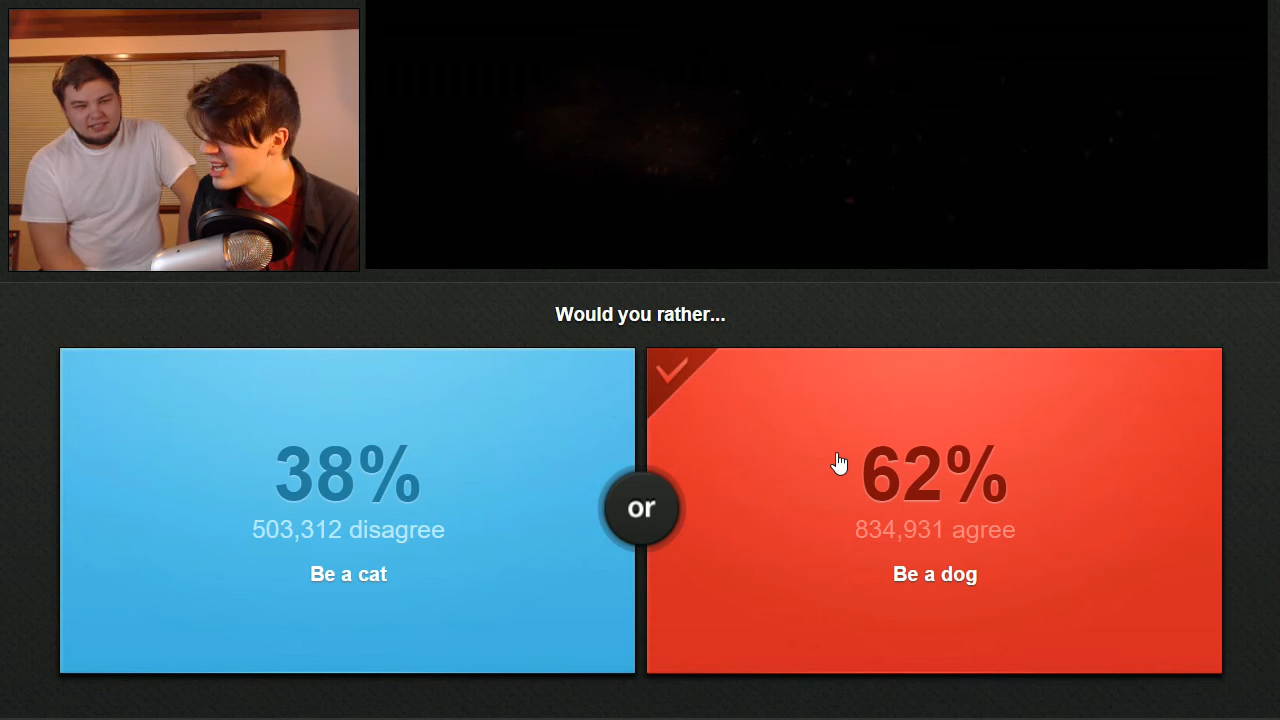 Would you rather...
38%
503,312 disagree
Be a cat
or
62%
834,931 agree
Be a dog